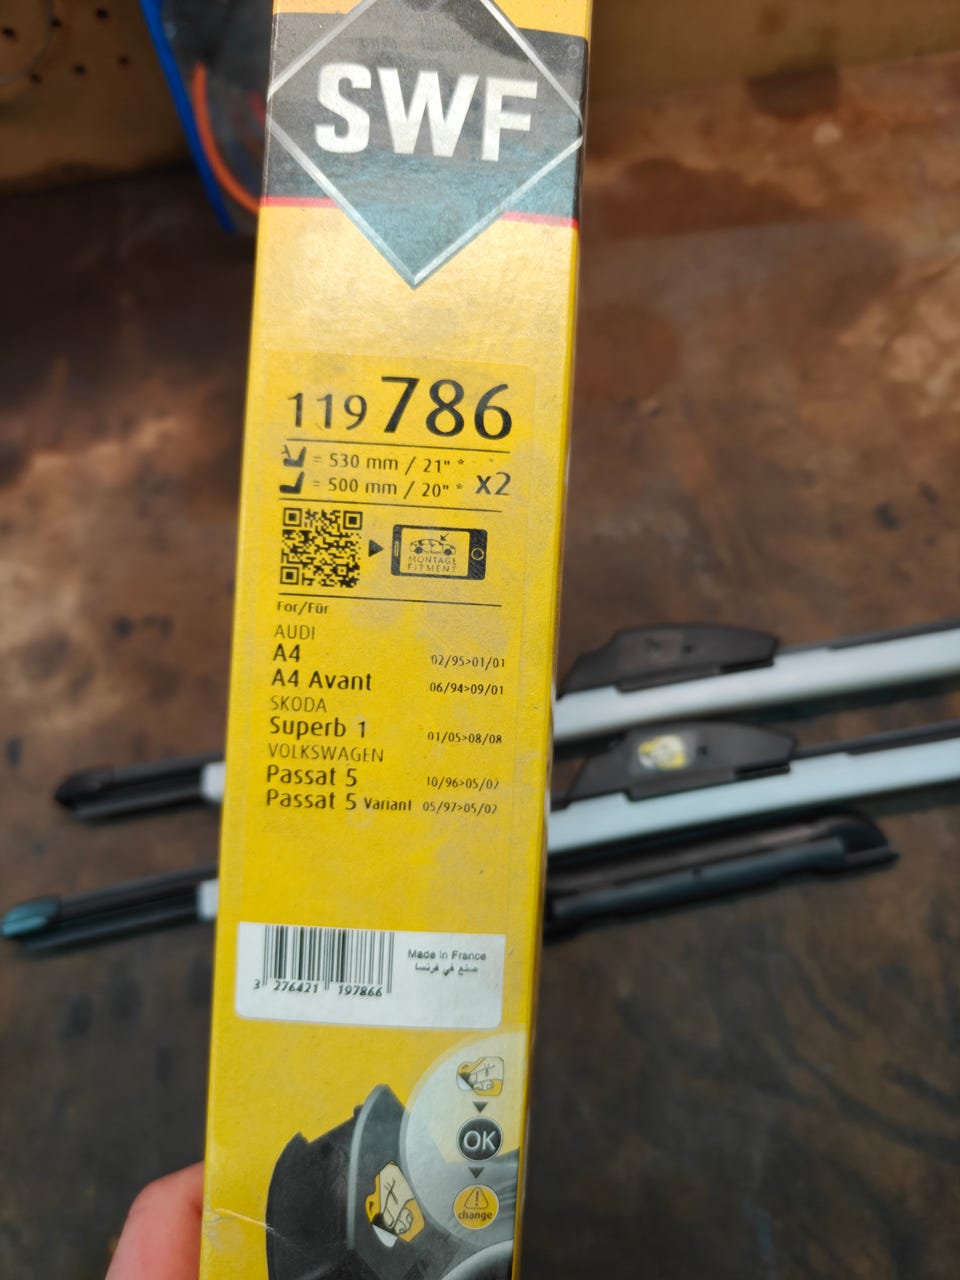 SWF
119 786
= 530 mm / 21" *
= 500 mm / 20" * x2
MONTAGE
FITMENT
For/Für
AUDI
A4 02/95>01/01
A4 Avant 06/94>09/01
SKODA
Superb 1 01/05>08/08
VOLKSWAGEN
Passat 5 10/96>05/02
Passat 5 Variant 05/97>05/02
Made in France
صنع في فرنسا
3 276421 197866
OK
change